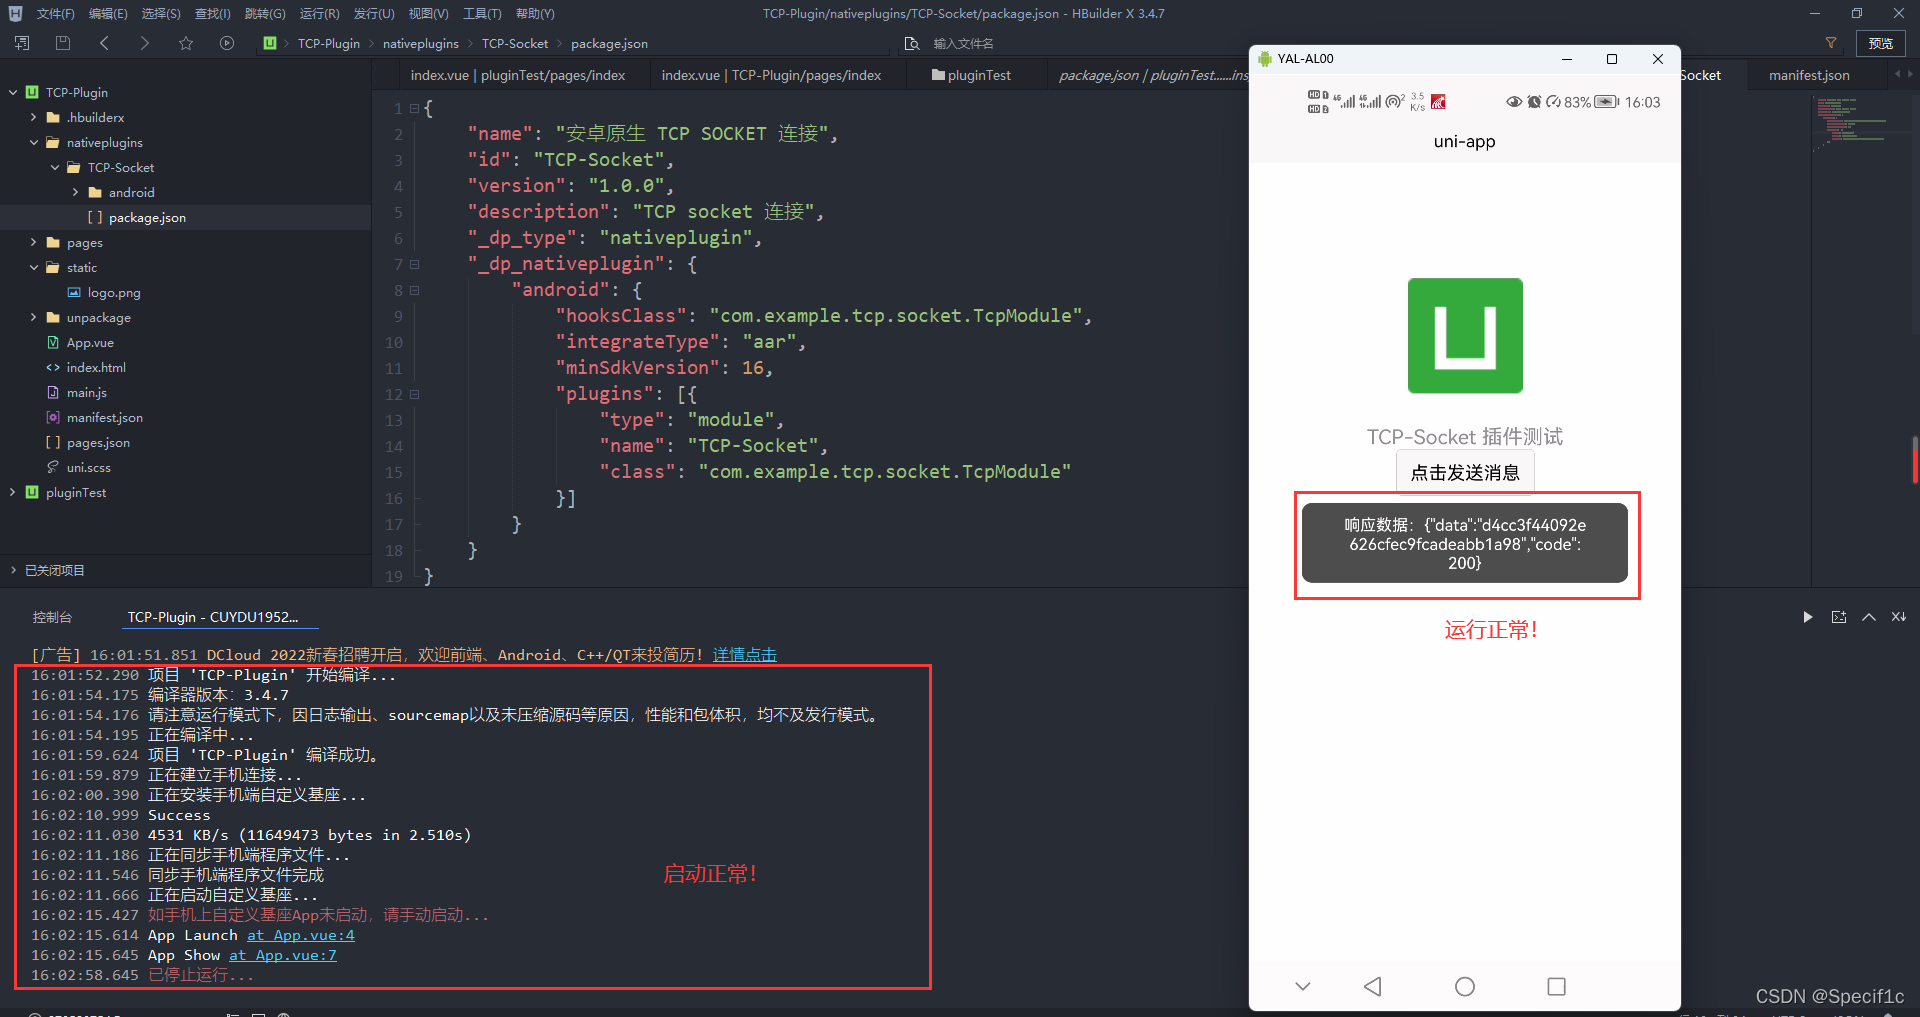 文件(F) 编辑(E) 选择(S) 查找(I) 跳转(G) 运行(R) 发行(U) 视图(V) 工具(T) 帮助(Y)
TCP-Plugin/nativeplugins/TCP-Socket/package.json - HBuilder X 3.4.7
TCP-Plugin nativeplugins TCP-Socket package.json
输入文件名
预览
index.vue | pluginTest/pages/index
index.vue | TCP-Plugin/pages/index
pluginTest
package.json | pluginTest......ins
Socket
manifest.json
TCP-Plugin
.hbuilderx
nativeplugins
TCP-Socket
android
package.json
pages
static
logo.png
unpackage
App.vue
index.html
main.js
manifest.json
pages.json
uni.scss
pluginTest
已关闭项目
1 {
2 "name": "安卓原生 TCP SOCKET 连接",
3 "id": "TCP-Socket",
4 "version": "1.0.0",
5 "description": "TCP socket 连接",
6 "_dp_type": "nativeplugin",
7 "_dp_nativeplugin": {
8 "android": {
9 "hooksClass": "com.example.tcp.socket.TcpModule",
10 "integrateType": "aar",
11 "minSdkVersion": 16,
12 "plugins": [{
13 "type": "module",
14 "name": "TCP-Socket",
15 "class": "com.example.tcp.socket.TcpModule"
16 }]
17 }
18 }
19 }
YAL-AL00
HD 1 HD 2 4G 4G 2 3.5 K/s
83% 16:03
uni-app
TCP-Socket 插件测试
点击发送消息
响应数据：{"data":"d4cc3f44092e
626cfec9fcadeabb1a98","code":
200}
运行正常！
控制台
TCP-Plugin - CUYDU1952...
[广告] 16:01:51.851 DCloud 2022新春招聘开启，欢迎前端、Android、C++/QT来投简历！详情点击
16:01:52.290 项目 'TCP-Plugin' 开始编译...
16:01:54.175 编译器版本：3.4.7
16:01:54.176 请注意运行模式下，因日志输出、sourcemap以及未压缩源码等原因，性能和包体积，均不及发行模式。
16:01:54.195 正在编译中...
16:01:59.624 项目 'TCP-Plugin' 编译成功。
16:01:59.879 正在建立手机连接...
16:02:00.390 正在安装手机端自定义基座...
16:02:10.999 Success
16:02:11.030 4531 KB/s (11649473 bytes in 2.510s)
16:02:11.186 正在同步手机端程序文件...
16:02:11.546 同步手机端程序文件完成
16:02:11.666 正在启动自定义基座...
16:02:15.427 如手机上自定义基座App未启动，请手动启动...
16:02:15.614 App Launch at App.vue:4
16:02:15.645 App Show at App.vue:7
16:02:58.645 已停止运行...
启动正常！
CSDN @Specif1c